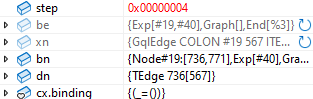 step 0x00000004
be {Exp[#19,#40],Graph[],End[%3]}
xn {GqlEdge COLON #19 567 ITE...
bn {Node#19:[736,771],Exp[#40],Gra...
dn {TEdge 736[567]}
cx.binding {(_= ())}